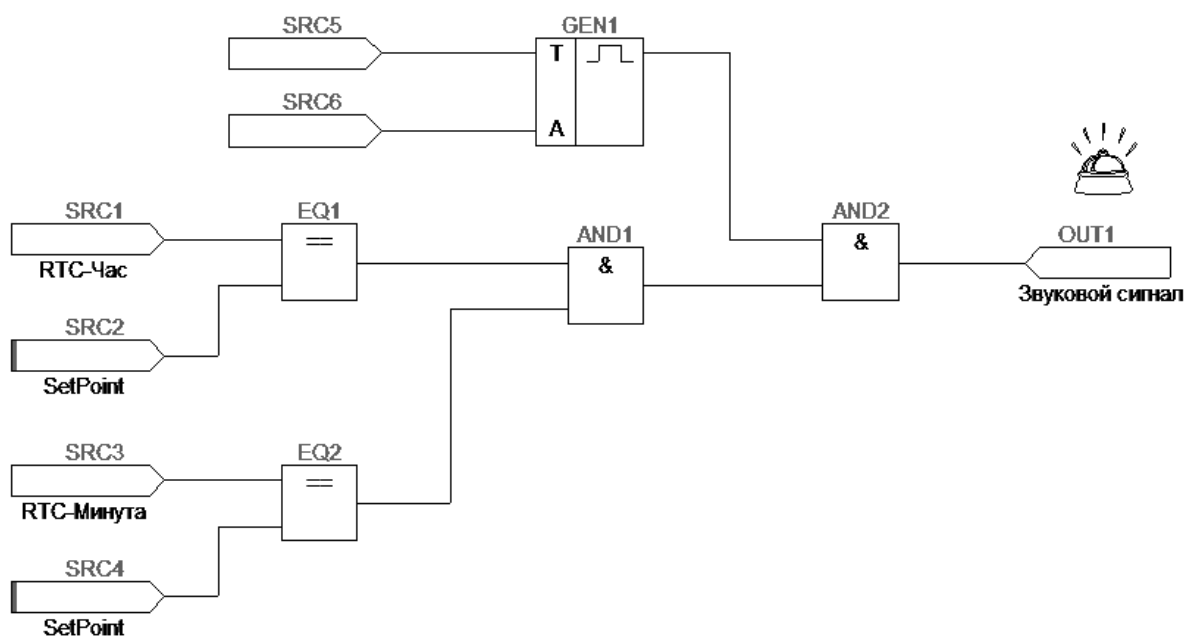 SRC5
GEN1
T
SRC6
A
SRC1
EQ1
==
RTC-Час
AND1
&
AND2
&
OUT1
Звуковой сигнал
SRC2
SetPoint
SRC3
EQ2
==
RTC-Минута
SRC4
SetPoint